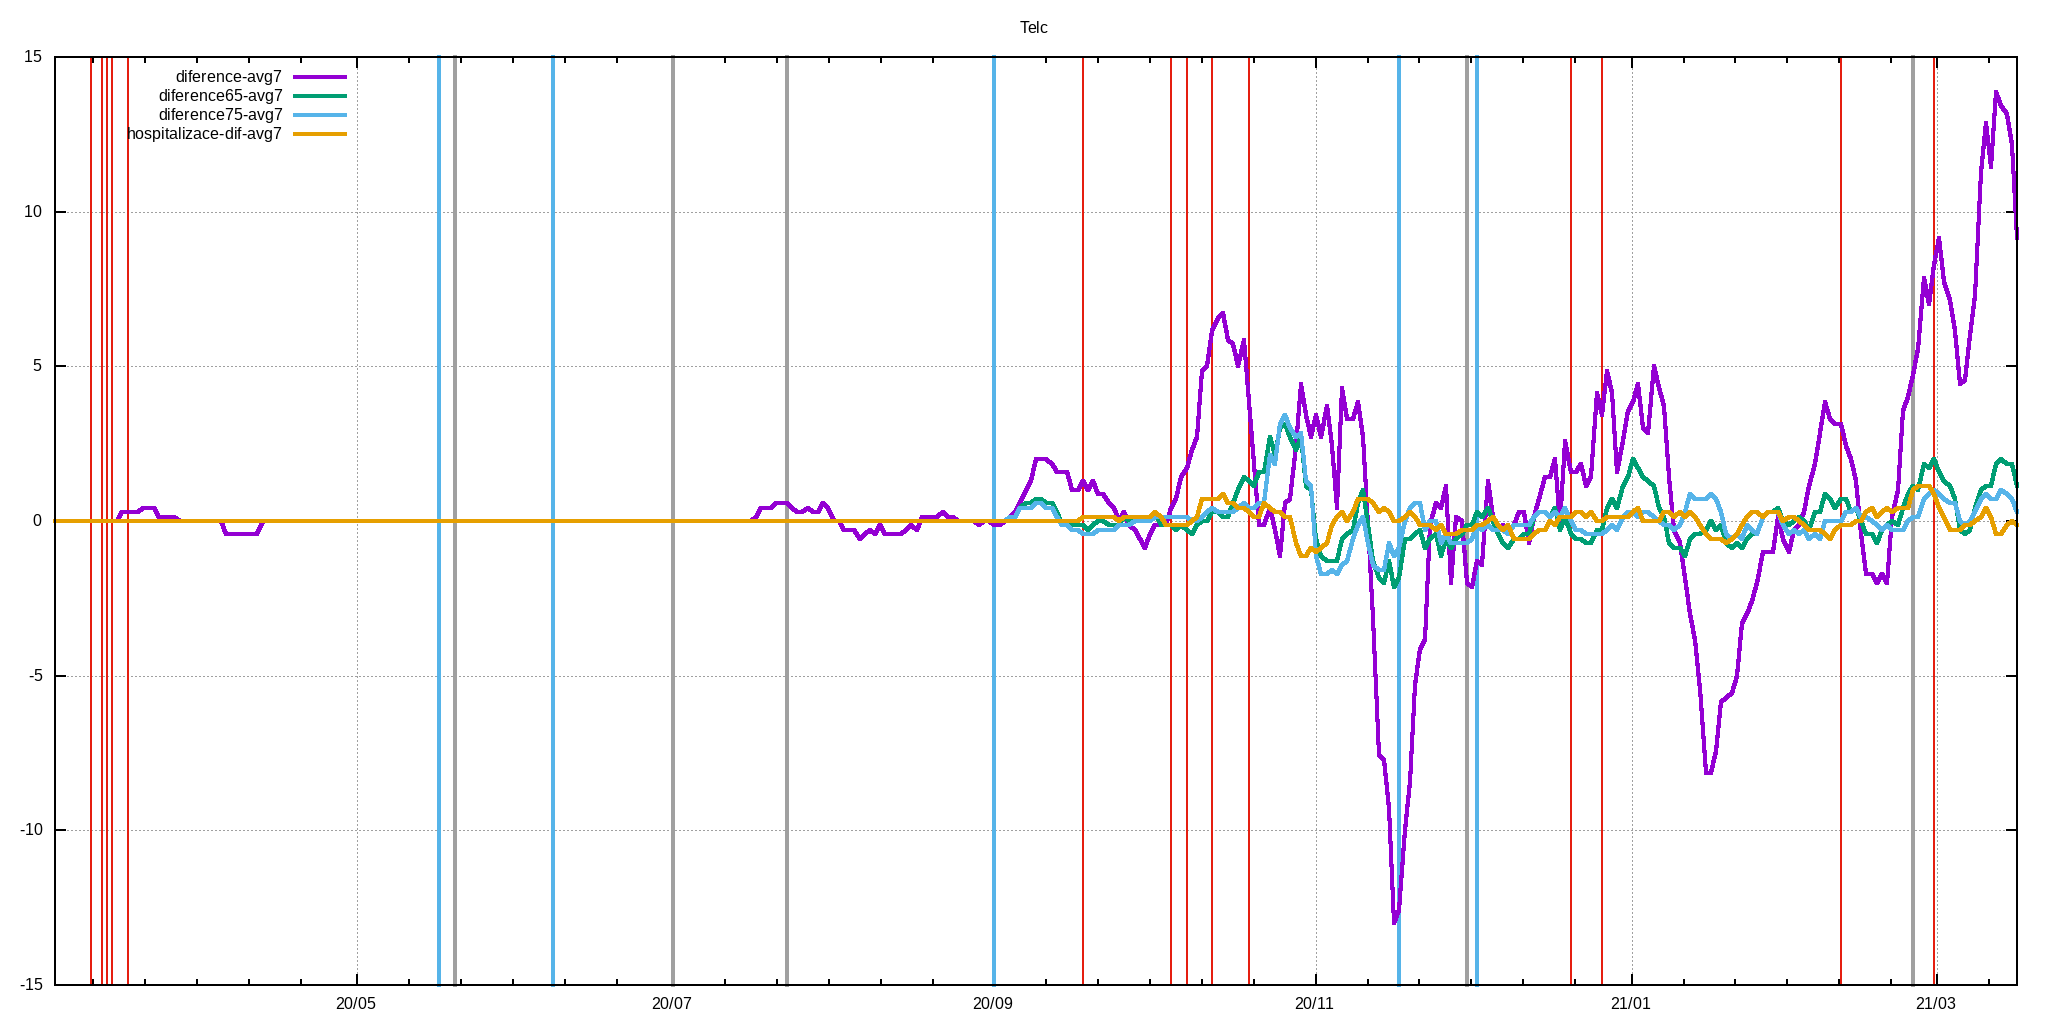 Telc
diference-avg7
diference65-avg7
diference75-avg7
hospitalizace-dif-avg7
15
10
5
0
-5
-10
-15
20/05 20/07 20/09 20/11 21/01 21/03